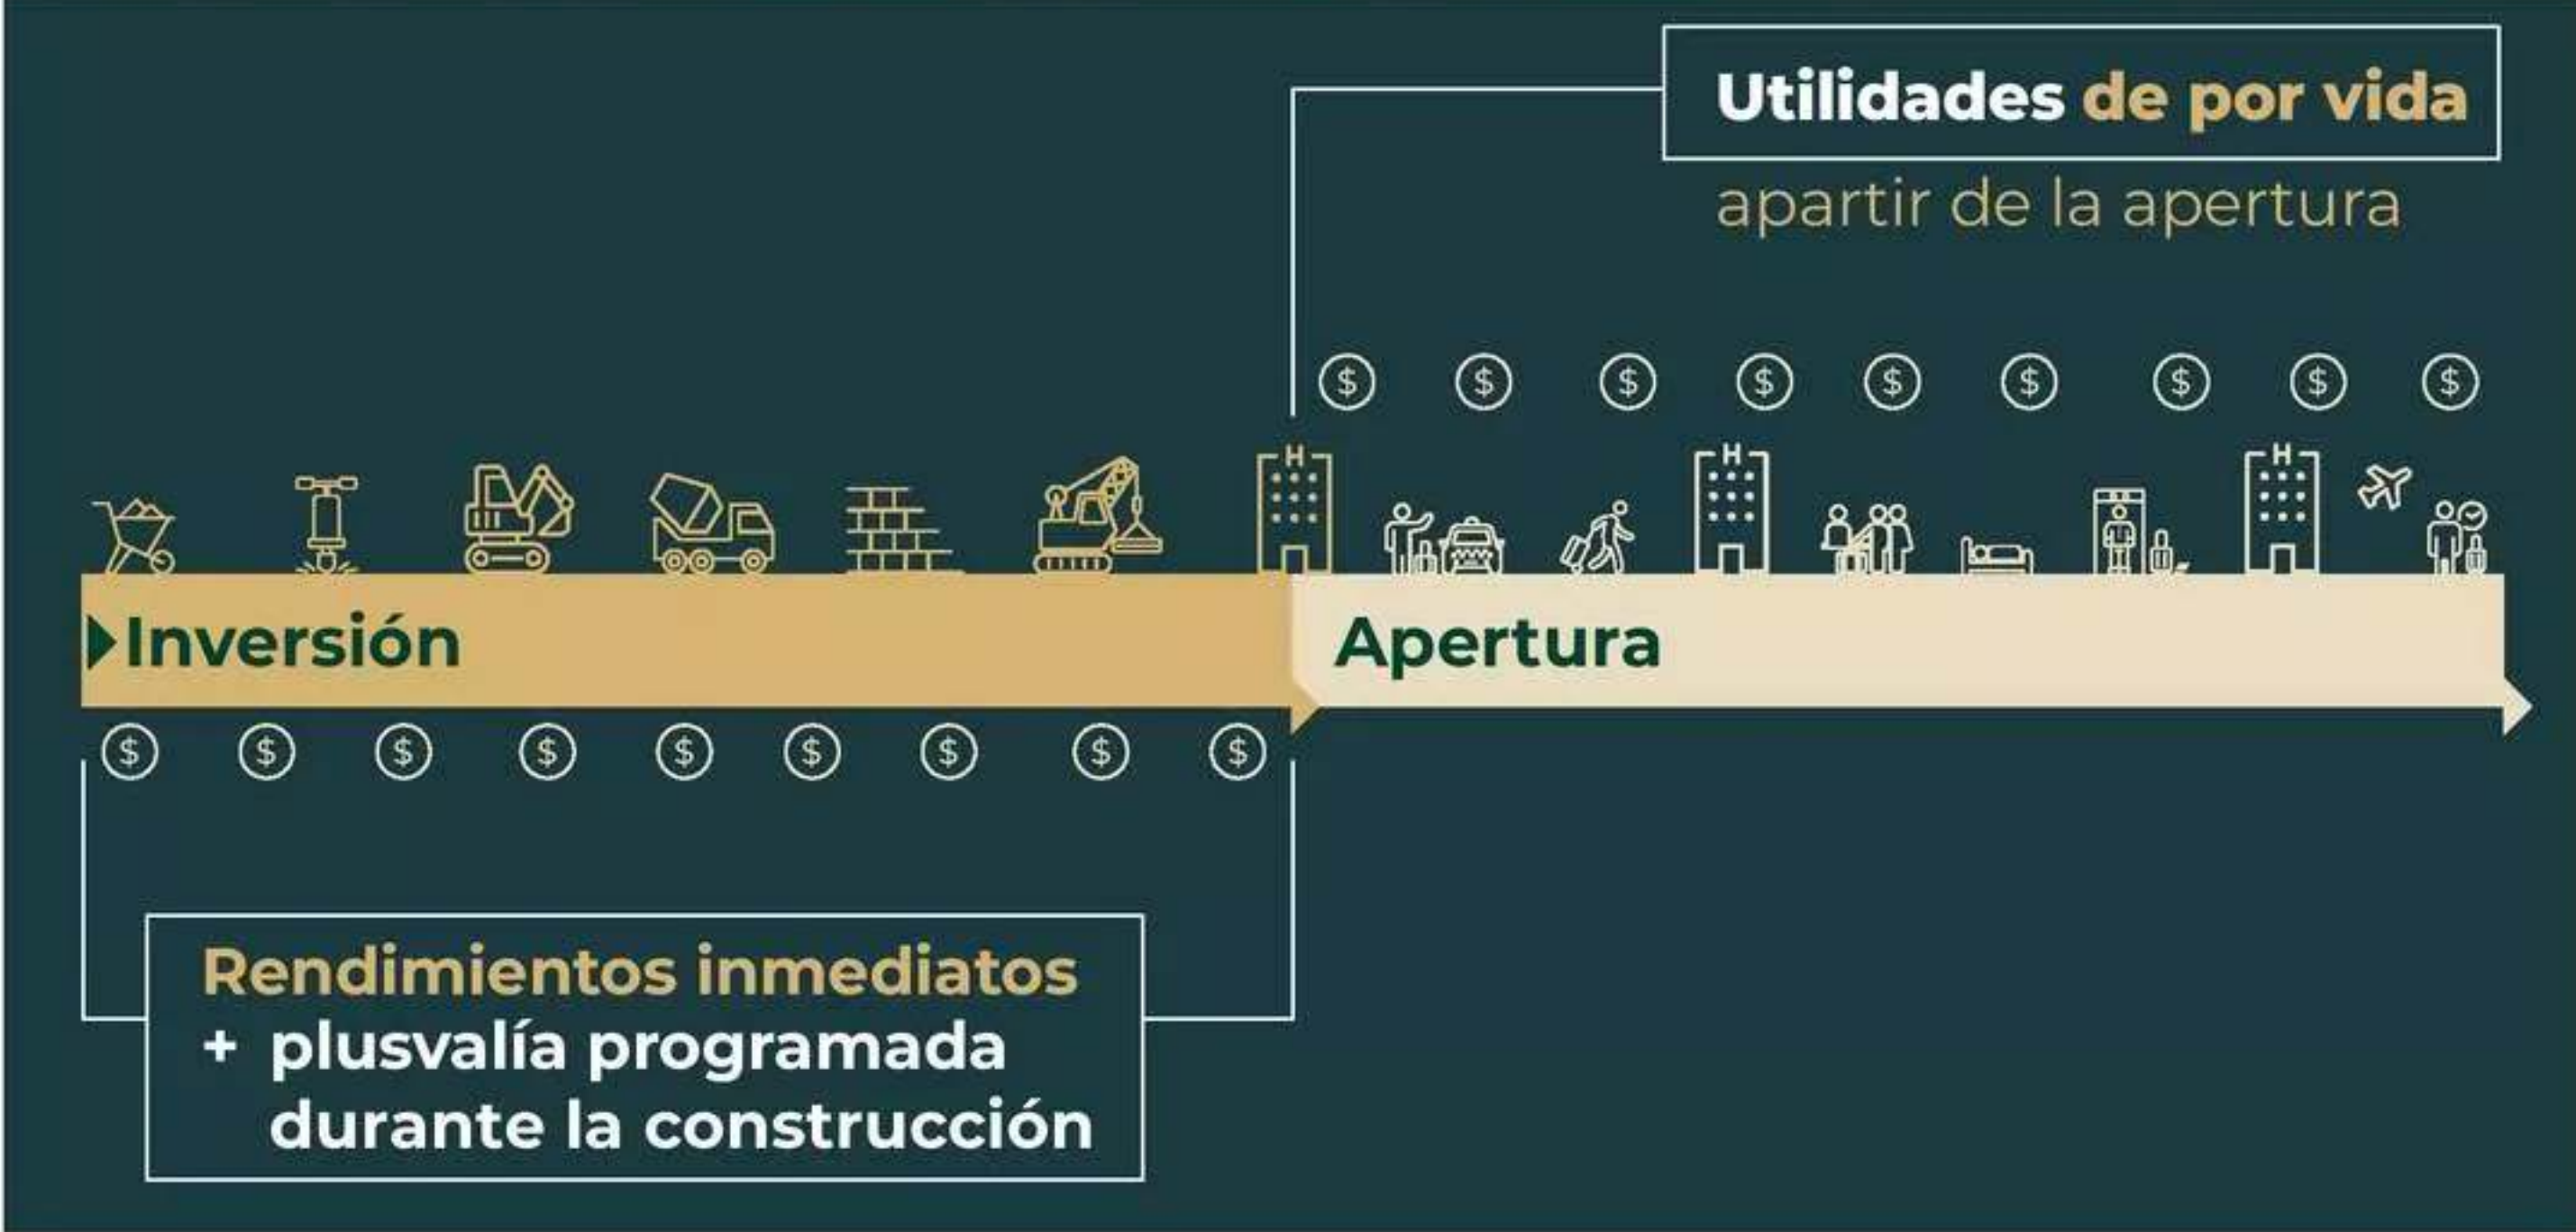 Utilidades de por vida
apartir de la apertura
$ $ $ $ $ $ $ $ $
H H H
Inversión
Apertura
$ $ $ $ $ $ $ $ $
Rendimientos inmediatos
+ plusvalía programada
durante la construcción